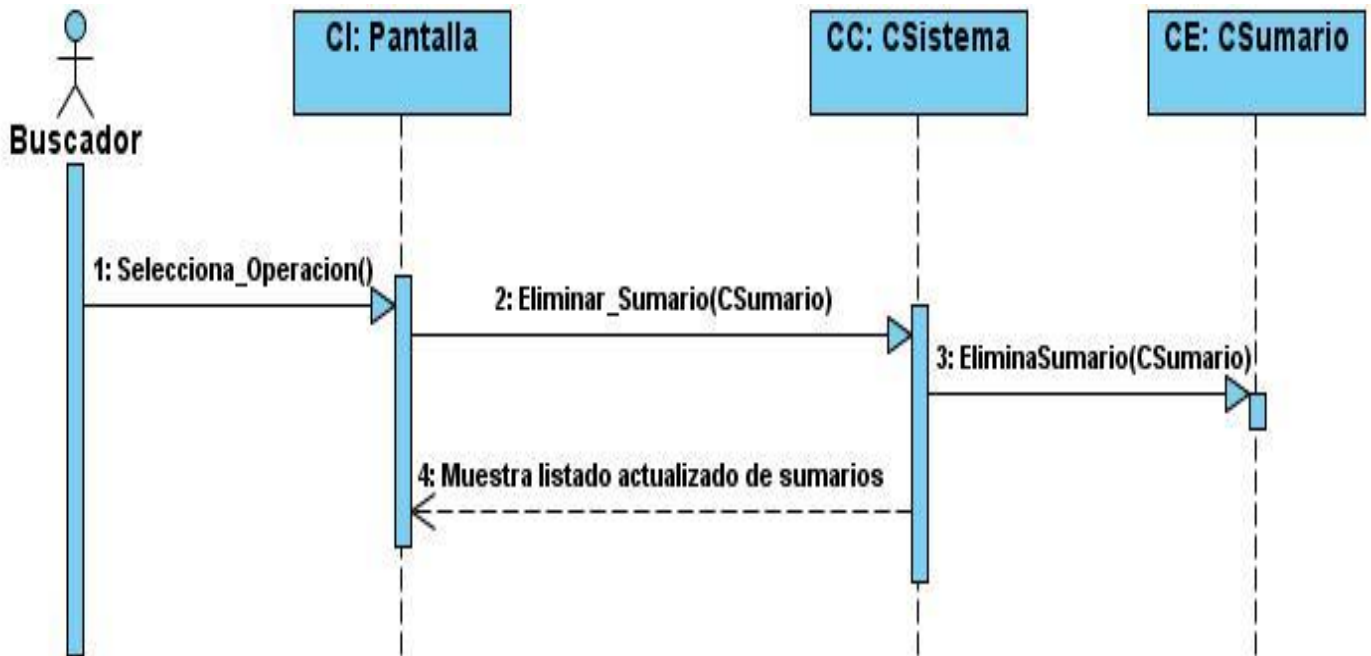 CI: Pantalla
CC: CSistema
CE: CSumario
Buscador
1: Selecciona_Operacion()
2: Eliminar_Sumario(CSumario)
3: EliminaSumario(CSumario)
4: Muestra listado actualizado de sumarios